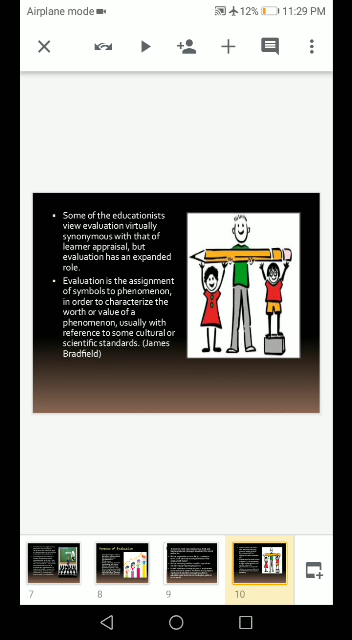 Airplane mode
12%
11:29 PM
Some of the educationists
view evaluation virtually
synonymous with that of
learner appraisal, but
evaluation has an expanded
role.
Evaluation is the assignment
of symbols to phenomenon,
in order to characterize the
worth or value of a
phenomenon, usually with
reference to some cultural or
scientific standards. (James
Bradfield)
7
8
9
10